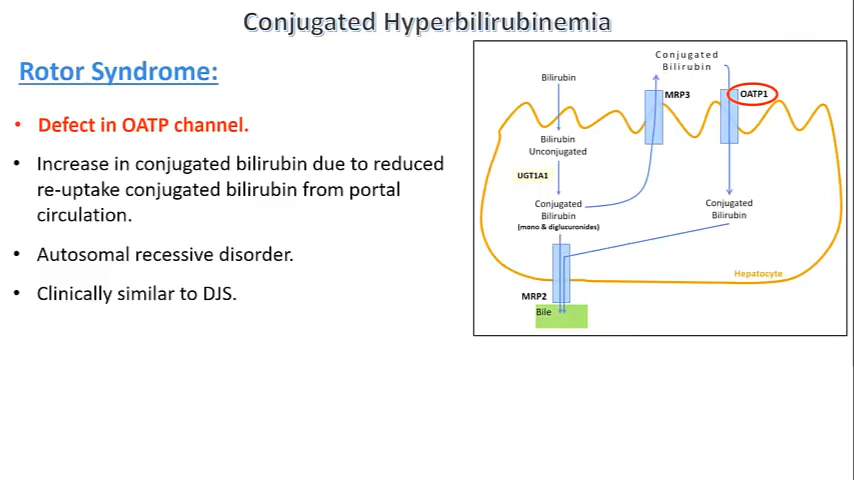 Conjugated Hyperbilirubinemia
Rotor Syndrome:
• Defect in OATP channel.
• Increase in conjugated bilirubin due to reduced
re-uptake conjugated bilirubin from portal
circulation.
• Autosomal recessive disorder.
• Clinically similar to DJS.
Conjugated
Bilirubin
Bilirubin
MRP3
OATP1
Bilirubin
Unconjugated
UGT1A1
Conjugated
Bilirubin
(mono & diglucuronides)
Conjugated
Bilirubin
Hepatocyte
MRP2
Bile